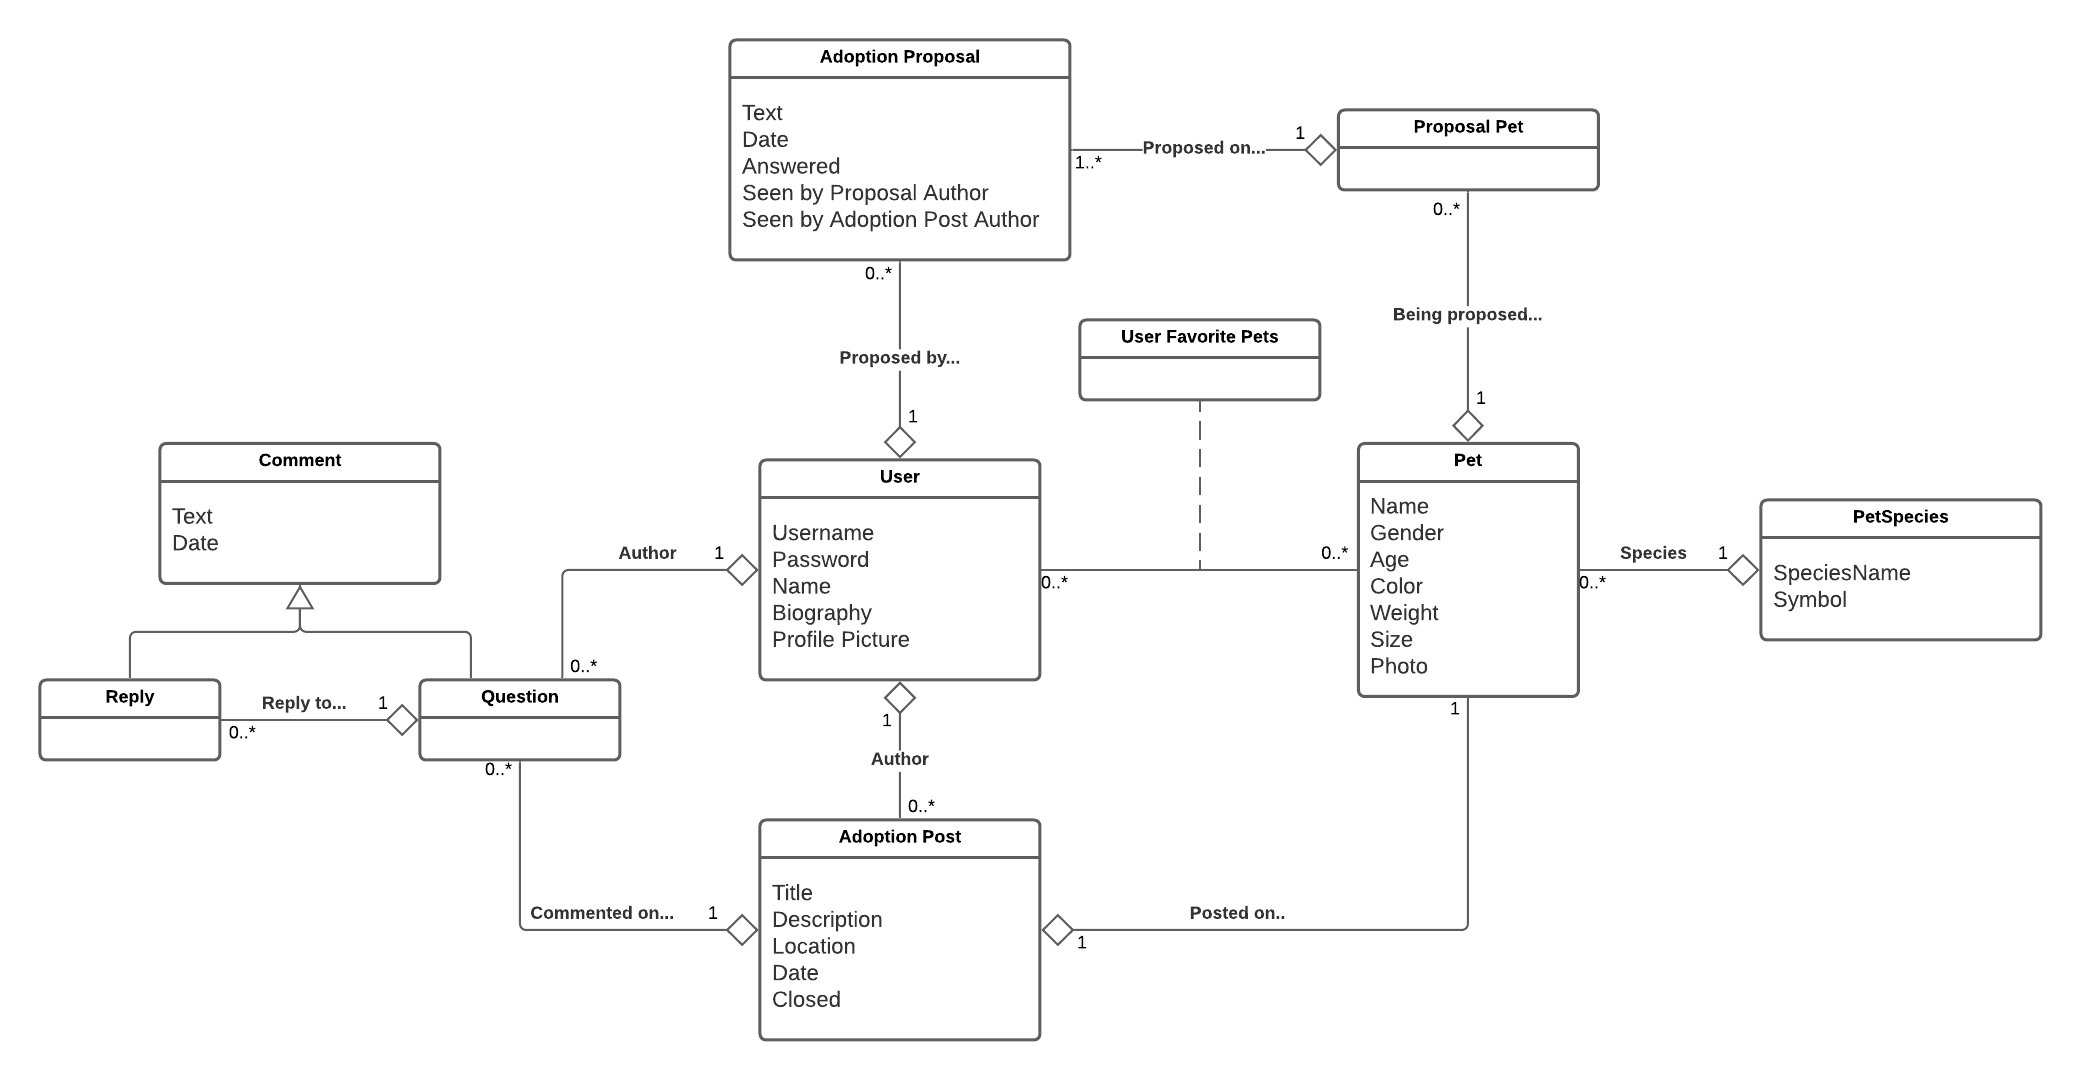 Adoption Proposal
Text
Date
Answered
Seen by Proposal Author
Seen by Adoption Post Author
1..*
Proposed on...
1
Proposal Pet
0..*
Being proposed...
1
0..*
Proposed by...
1
User Favorite Pets
Comment
Text
Date
User
Username
Password
Name
Biography
Profile Picture
Author
1
0..*
0..*
0..*
Pet
Name
Gender
Age
Color
Weight
Size
Photo
Species
1
0..*
PetSpecies
SpeciesName
Symbol
Reply
Reply to...
1
0..*
Question
0..*
1
Author
0..*
1
Adoption Post
Title
Description
Location
Date
Closed
Commented on...
1
Posted on..
1